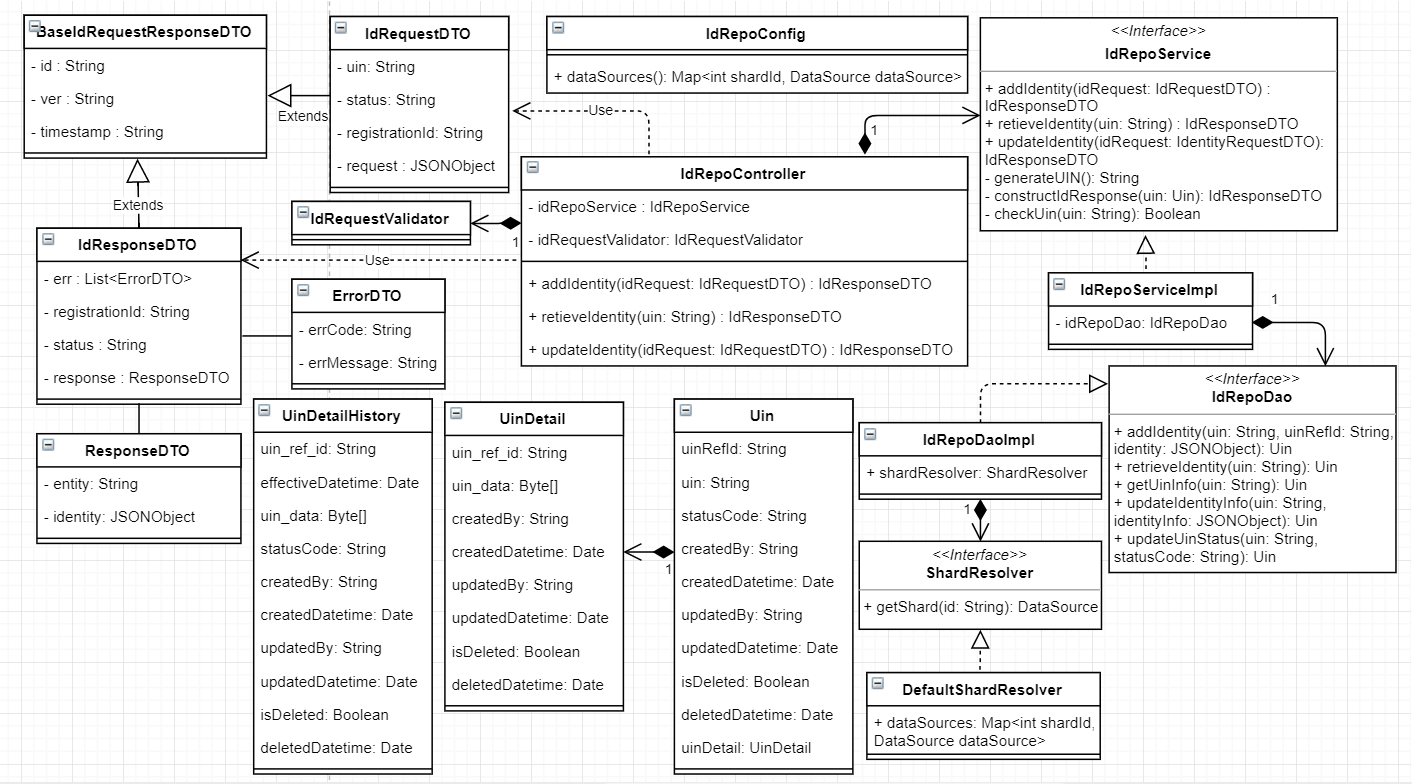 BaseIdRequestResponseDTO
- id : String
- ver : String
- timestamp : String
Extends
IdRequestDTO
- uin: String
- status: String
- registrationId: String
- request : JSONObject
Extends
IdRepoConfig
+ dataSources(): Map<int shardId, DataSource dataSource>
Use
1
<<Interface>>
IdRepoService
+ addIdentity(idRequest: IdRequestDTO) :
IdResponseDTO
+ retieveIdentity(uin: String) : IdResponseDTO
+ updateIdentity(idRequest: IdentityRequestDTO):
IdResponseDTO
- generateUIN(): String
- constructIdResponse(uin: Uin): IdResponseDTO
- checkUin(uin: String): Boolean
IdRequestValidator
1
IdRepoController
- idRepoService : IdRepoService
- idRequestValidator: IdRequestValidator
+ addIdentity(idRequest: IdRequestDTO) : IdResponseDTO
+ retieveIdentity(uin: String) : IdResponseDTO
+ updateIdentity(idRequest: IdRequestDTO) : IdResponseDTO
Use
IdResponseDTO
- err : List<ErrorDTO>
- registrationId: String
- status : String
- response : ResponseDTO
ErrorDTO
- errCode: String
- errMessage: String
IdRepoServiceImpl
- idRepoDao: IdRepoDao
1
<<Interface>>
IdRepoDao
+ addIdentity(uin: String, uinRefId: String,
identity: JSONObject): Uin
+ retrieveIdentity(uin: String): Uin
+ getUinInfo(uin: String): Uin
+ updateIdentityInfo(uin: String,
identityInfo: JSONObject): Uin
+ updateUinStatus(uin: String,
statusCode: String): Uin
ResponseDTO
- entity: String
- identity: JSONObject
UinDetailHistory
uin_ref_id: String
effectiveDatetime: Date
uin_data: Byte[]
statusCode: String
createdBy: String
createdDatetime: Date
updatedBy: String
updatedDatetime: Date
isDeleted: Boolean
deletedDatetime: Date
UinDetail
uin_ref_id: String
uin_data: Byte[]
createdBy: String
createdDatetime: Date
updatedBy: String
updatedDatetime: Date
isDeleted: Boolean
deletedDatetime: Date
1
Uin
uinRefId: String
uin: String
statusCode: String
createdBy: String
createdDatetime: Date
updatedBy: String
updatedDatetime: Date
isDeleted: Boolean
deletedDatetime: Date
uinDetail: UinDetail
IdRepoDaoImpl
+ shardResolver: ShardResolver
1
<<Interface>>
ShardResolver
+ getShard(id: String): DataSource
DefaultShardResolver
+ dataSources: Map<int shardId,
DataSource dataSource>